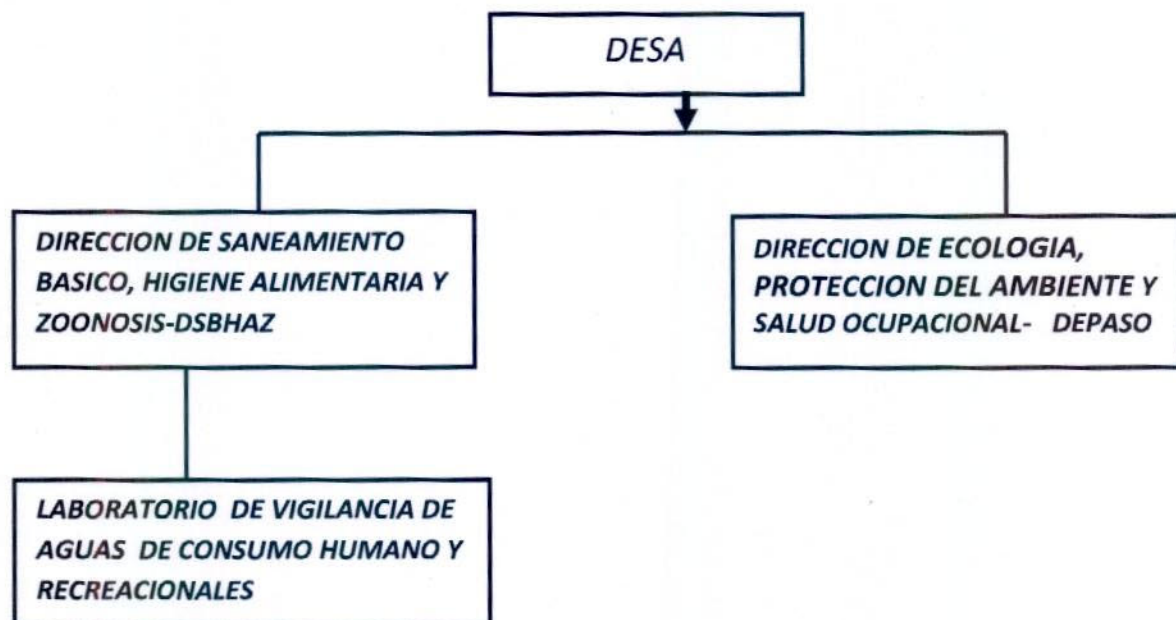 DESA
DIRECCION DE SANEAMIENTO
BASICO, HIGIENE ALIMENTARIA Y
ZOONOSIS-DSBHAZ
DIRECCION DE ECOLOGIA,
PROTECCION DEL AMBIENTE Y
SALUD OCUPACIONAL- DEPASO
LABORATORIO DE VIGILANCIA DE
AGUAS DE CONSUMO HUMANO Y
RECREACIONALES